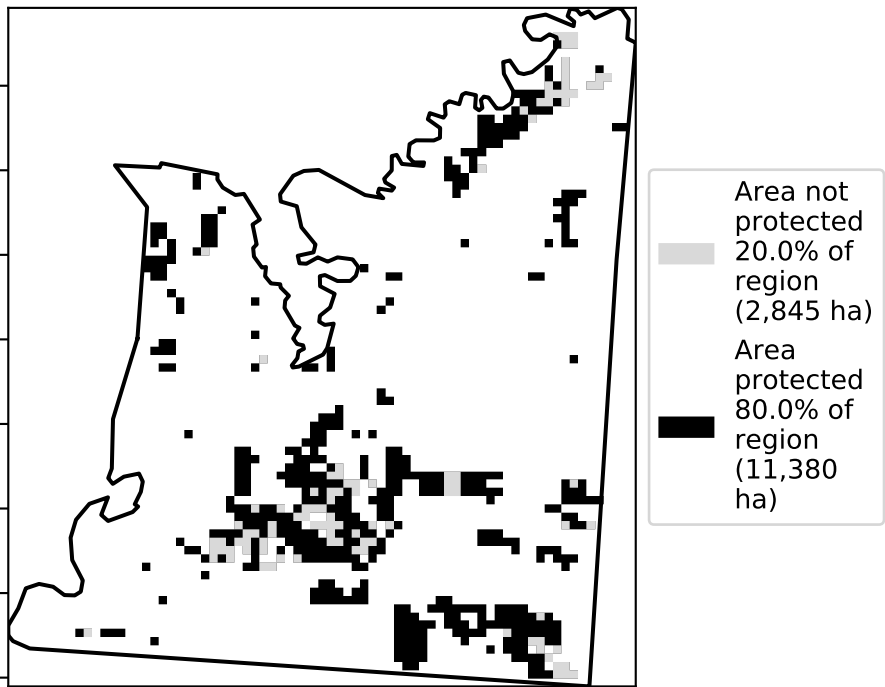 Area not
protected
20.0% of
region
(2,845 ha)
Area
protected
80.0% of
region
(11,380
ha)